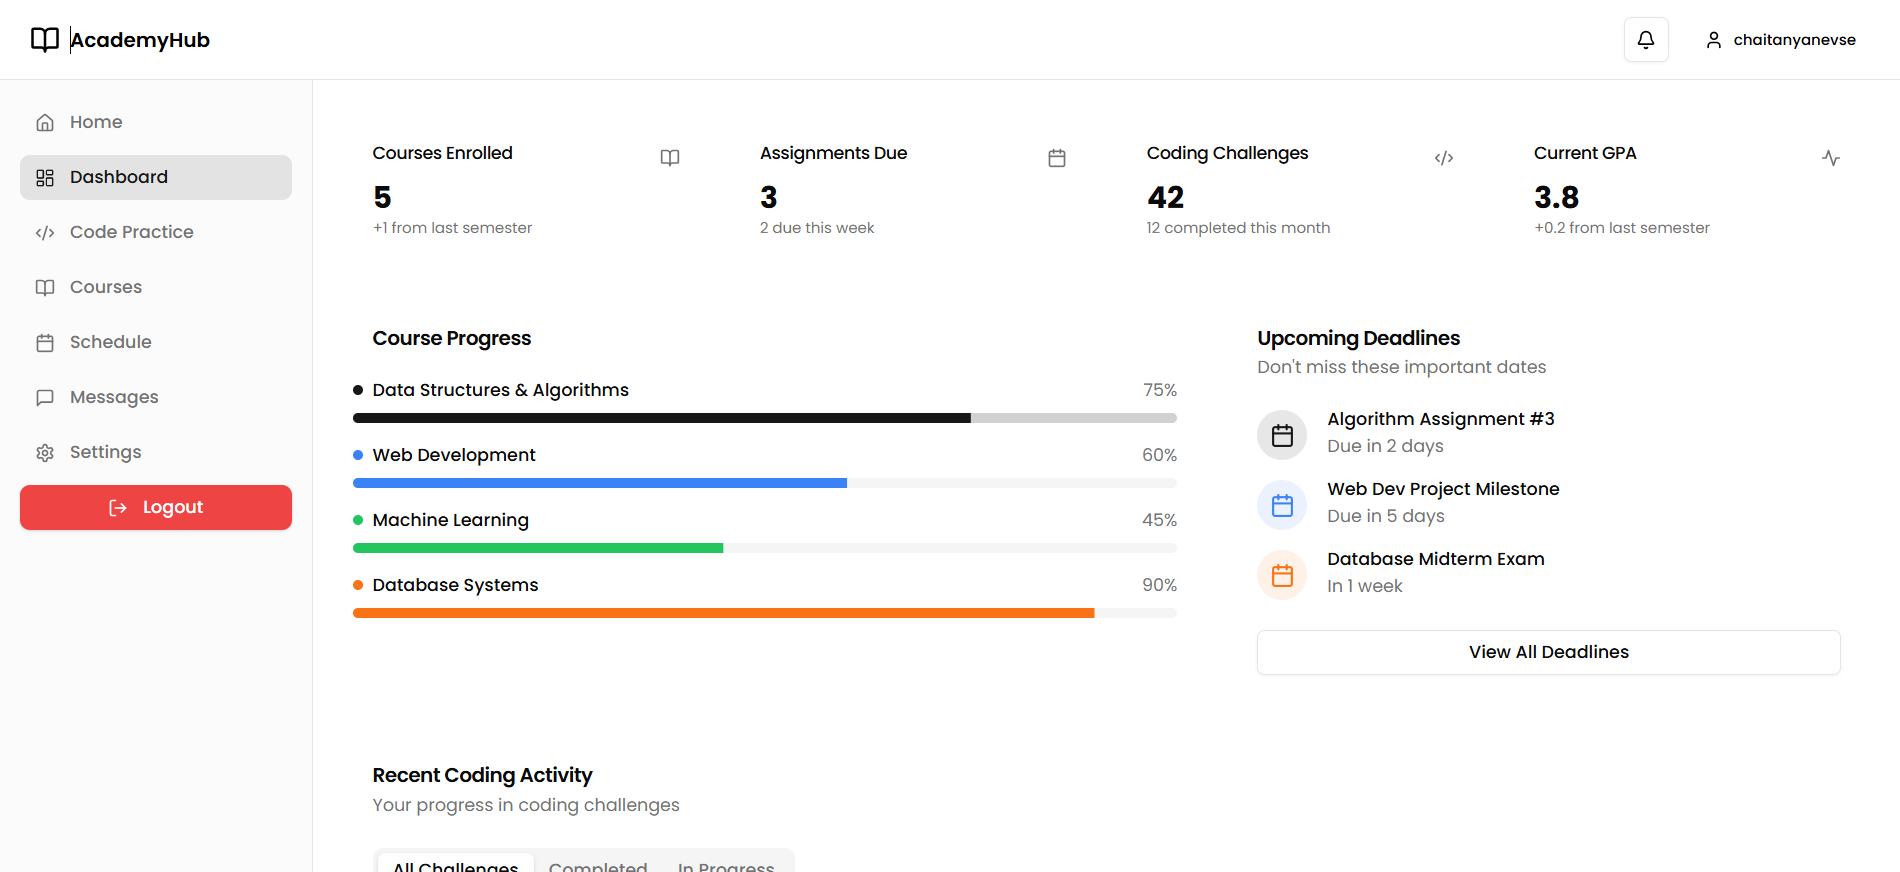 AcademyHub
chaitanyanevse
Home
Dashboard
Code Practice
Courses
Schedule
Messages
Settings
Logout
Courses Enrolled
5
+1 from last semester
Assignments Due
3
2 due this week
Coding Challenges
42
12 completed this month
Current GPA
3.8
+0.2 from last semester
Course Progress
Data Structures & Algorithms 75%
Web Development 60%
Machine Learning 45%
Database Systems 90%
Upcoming Deadlines
Don't miss these important dates
Algorithm Assignment #3
Due in 2 days
Web Dev Project Milestone
Due in 5 days
Database Midterm Exam
In 1 week
View All Deadlines
Recent Coding Activity
Your progress in coding challenges
All Challenges Completed In Progress